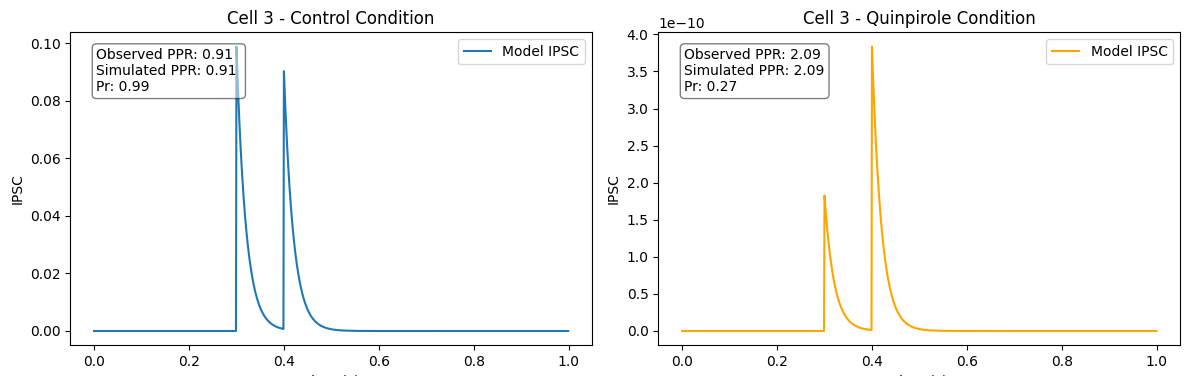 Cell 3 - Control Condition
Observed PPR: 0.91
Simulated PPR: 0.91
Pr: 0.99
Model IPSC
IPSC
0.10
0.08
0.06
0.04
0.02
0.00
0.0 0.2 0.4 0.6 0.8 1.0
Cell 3 - Quinpirole Condition
1e−10
Observed PPR: 2.09
Simulated PPR: 2.09
Pr: 0.27
Model IPSC
IPSC
4.0
3.5
3.0
2.5
2.0
1.5
1.0
0.5
0.0
0.0 0.2 0.4 0.6 0.8 1.0